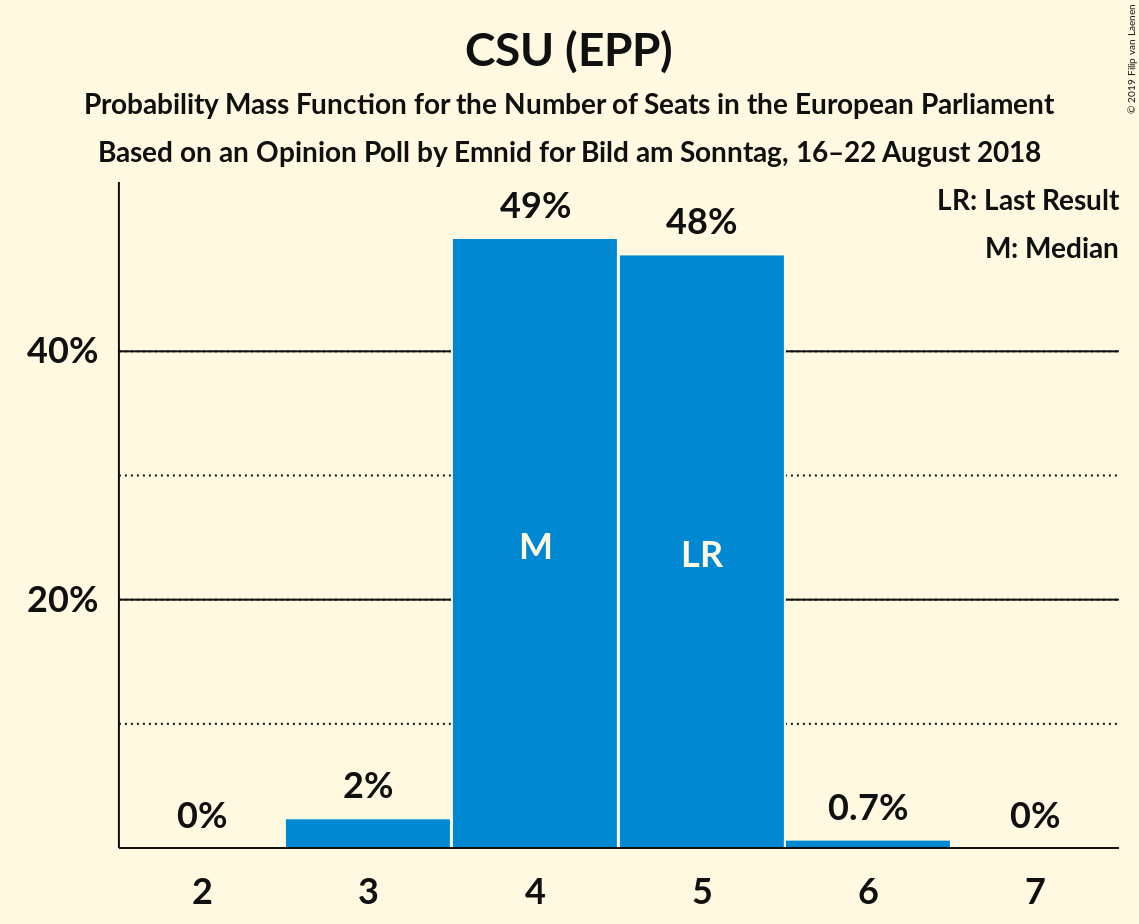 CSU (EPP)
Probability Mass Function for the Number of Seats in the European Parliament
Based on an Opinion Poll by Emnid for Bild am Sonntag, 16–22 August 2018
© 2019 Filip van Laenen
LR: Last Result
M: Median
49%
48%
40%
M
LR
20%
2%
0%
0.7%
0%
2 3 4 5 6 7